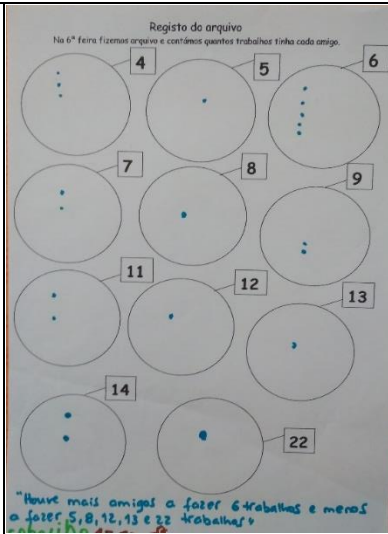 Registo do arquivo
Na 6ª feira fizemos arquivo e contámos quantos trabalhos tinha cada amigo.
4
5
6
7
8
9
11
12
13
14
22
"Houve mais amigos a fazer 6 trabalhos e menos
a fazer 5, 8, 12, 13 e 22 trabalhos"